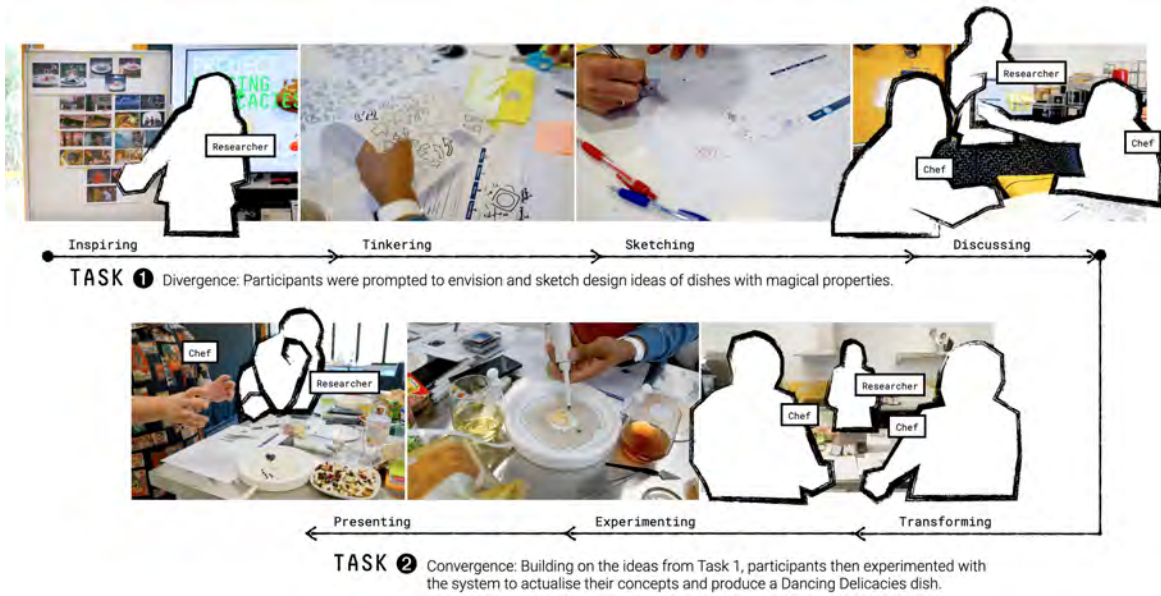 Researcher
Researcher
Chef
Chef
Inspiring
Tinkering
Sketching
Discussing
TASK 1 Divergence: Participants were prompted to envision and sketch design ideas of dishes with magical properties.
Chef
Researcher
Researcher
Chef
Chef
Presenting
Experimenting
Transforming
TASK 2 Convergence: Building on the ideas from Task 1, participants then experimented with
the system to actualise their concepts and produce a Dancing Delicacies dish.